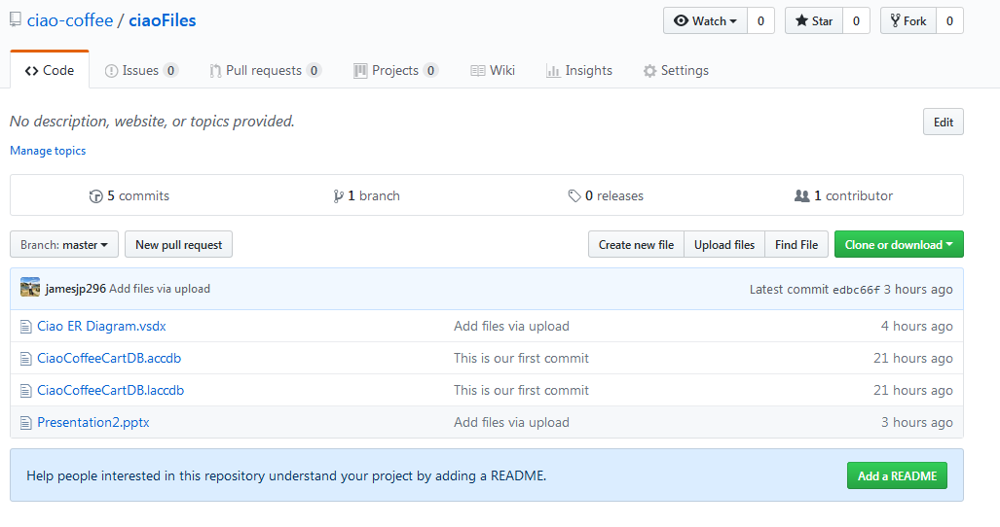 ciao-coffee / ciaoFiles Watch 0 Star 0 Fork 0
Code Issues 0 Pull requests 0 Projects 0 Wiki Insights Settings
No description, website, or topics provided. Edit
Manage topics
5 commits 1 branch 0 releases 1 contributor
Branch: master New pull request Create new file Upload files Find File Clone or download
jamesjp296 Add files via upload Latest commit edbc66f 3 hours ago
Ciao ER Diagram.vsdx Add files via upload 4 hours ago
CiaoCoffeeCartDB.accdb This is our first commit 21 hours ago
CiaoCoffeeCartDB.laccdb This is our first commit 21 hours ago
Presentation2.pptx Add files via upload 3 hours ago
Help people interested in this repository understand your project by adding a README. Add a README